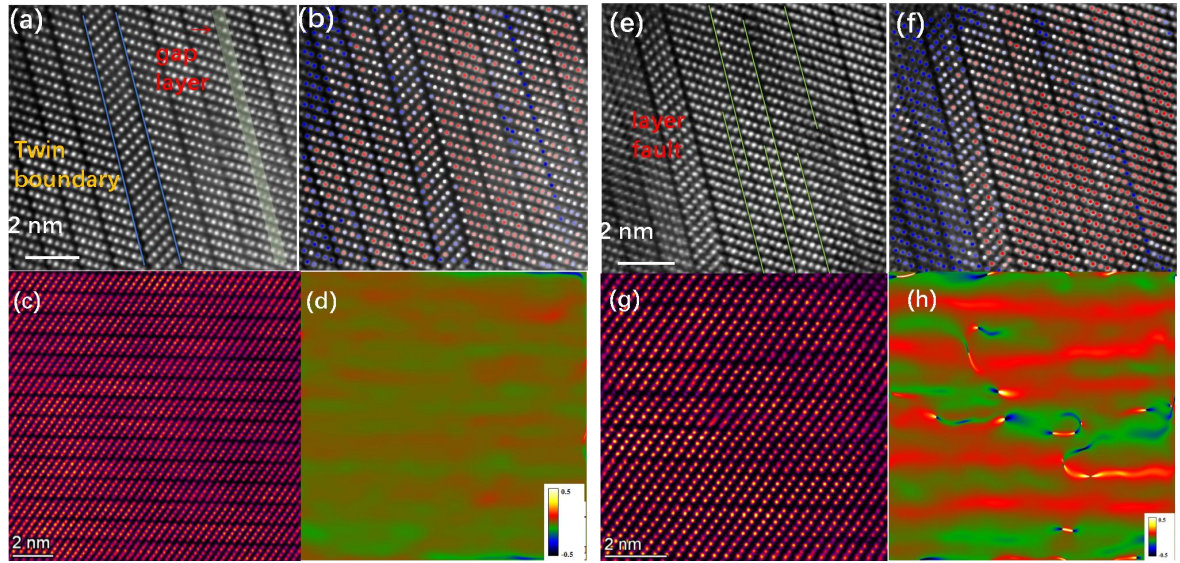 (a)
gap
layer
Twin
boundary
2 nm
(b)
(c)
2 nm
(d)
0.5
-0.5
(e)
layer
fault
2 nm
(f)
(g)
2 nm
(h)
0.5
-0.5